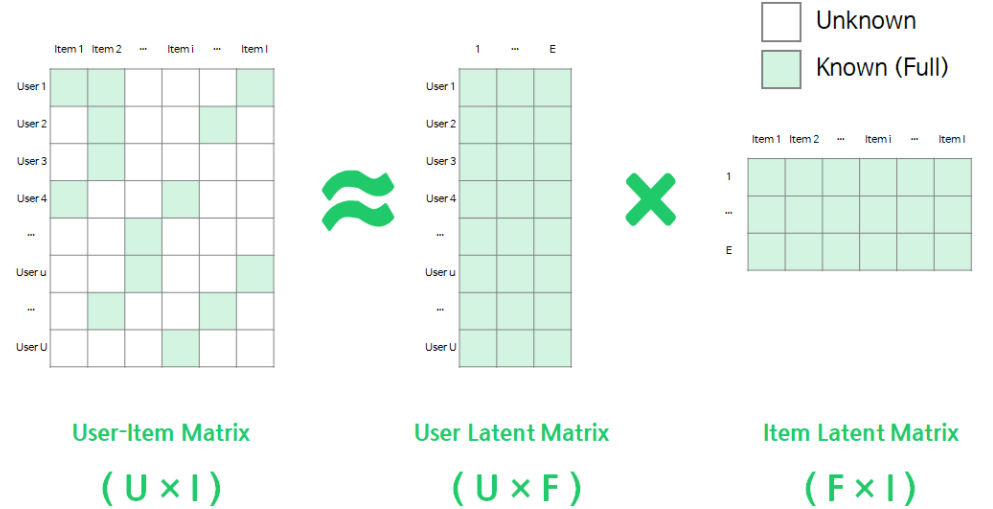 Unknown
Known (Full)
Item 1 Item 2 ... Item i ... Item I
User 1
User 2
User 3
User 4
...
User u
...
User U
≈
1 ... E
User 1
User 2
User 3
User 4
...
User u
...
User U
×
Item 1 Item 2 ... Item i ... Item I
1
...
E
User-Item Matrix
( U × I )
User Latent Matrix
( U × F )
Item Latent Matrix
( F × I )